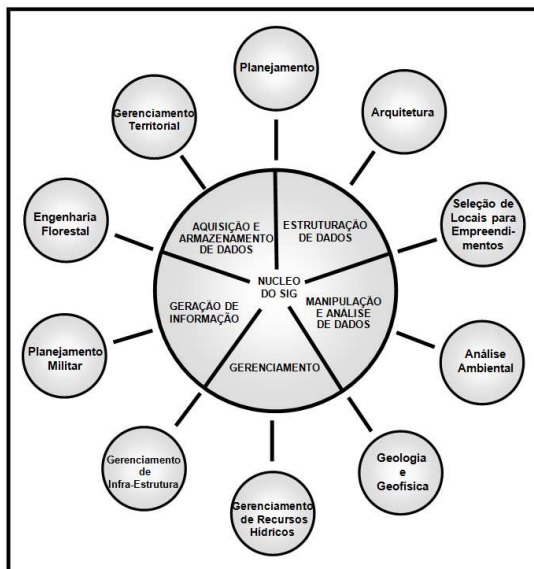 Planejamento
Arquitetura
Seleção de
Locais para
Empreendi-
mentos
Análise
Ambiental
Geologia
e
Geofísica
Gerenciamento
de Recursos
Hídricos
Gerenciamento
de
Infra-Estrutura
Planejamento
Militar
Engenharia
Florestal
Gerenciamento
Territorial
AQUISIÇÃO E
ARMAZENAMENTO
DE DADOS
ESTRUTURAÇÃO
DE DADOS
MANIPULAÇÃO
E ANÁLISE
DE DADOS
GERENCIAMENTO
GERAÇÃO DE
INFORMAÇÃO
NUCLEO
DO SIG